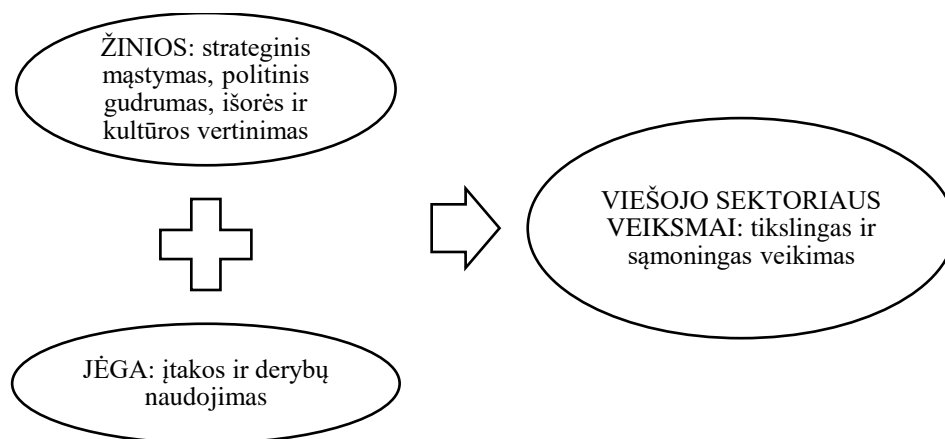 ŽINIOS: strateginis
mąstymas, politinis
gudrumas, išorės ir
kultūros vertinimas
VIEŠOJO SEKTORIAUS
VEIKSMAI: tikslingas ir
sąmoningas veikimas
JĖGA: įtakos ir derybų
naudojimas